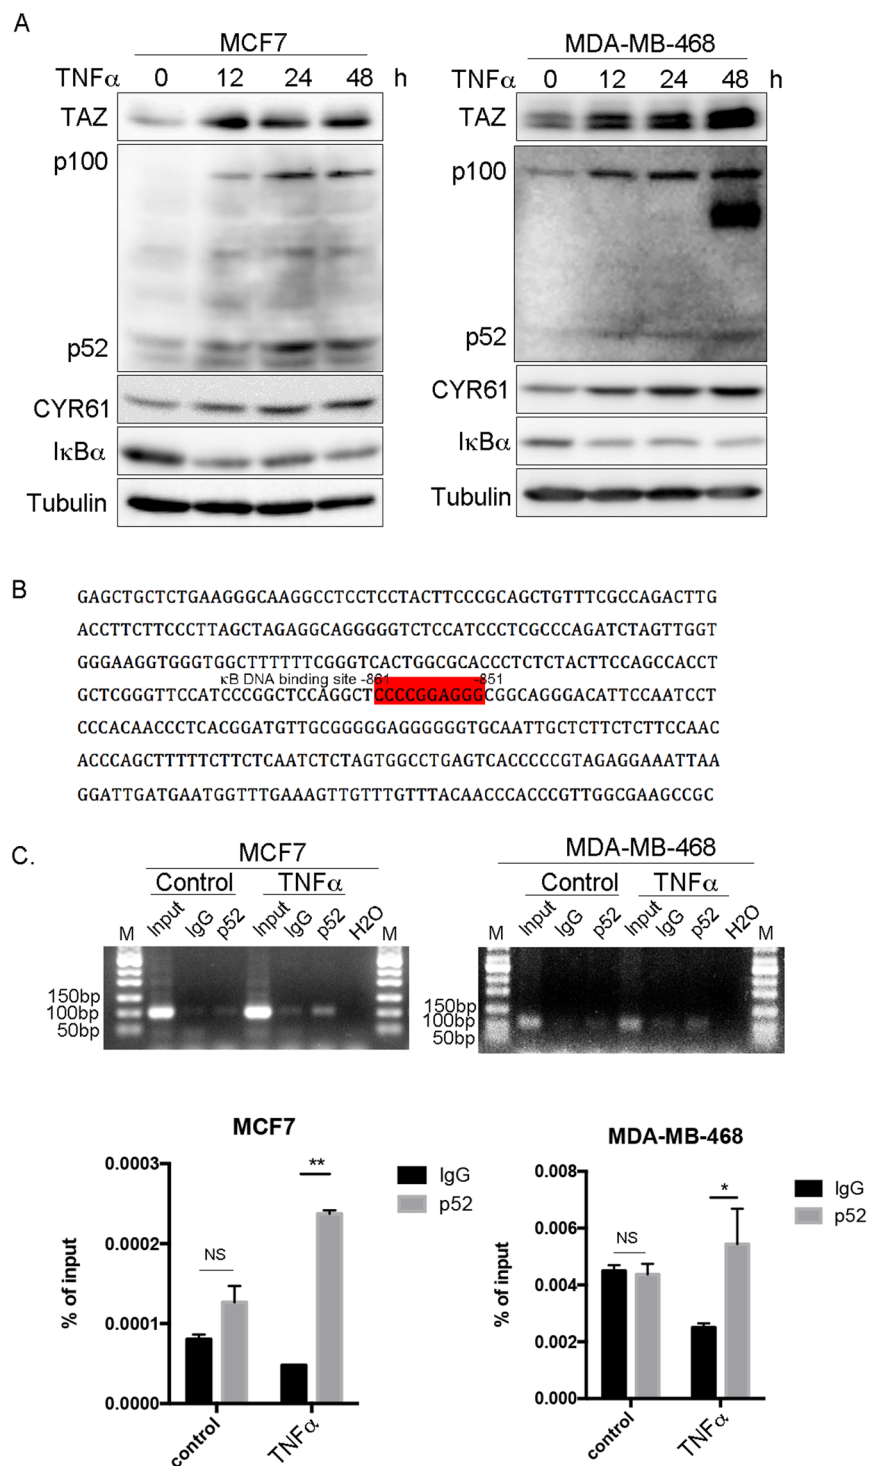 A
MCF7
TNFα 0 12 24 48 h
TAZ
p100
p52
CYR61
IκBα
Tubulin
MDA-MB-468
TNFα 0 12 24 48 h
TAZ
p100
p52
CYR61
IκBα
Tubulin
B
GAGCTGCTCTGAAGGGCAAGGCCTCCTCCTACTTCCCGCAGCTGTTTCGCCAGACTTG
ACCTTCTTCCCTTAGCTAGAGGCAGGGGGTCTCCATCCCTCGCCCAGATCTAGTTGGT
GGGAAGGTGGGTGGCTTTTTTCGGGTCACTGGCGCACCCTCTCTACTTCCAGCCACCT
κB DNA binding site -861 -851
GCTCGGGTTCCATCCCGGCTCCAGGCTCCCCGGAGGGCGGCAGGGACATTCCAATCCT
CCCACAACCCTCACGGATGTTGCGGGGGAGGGGGGTGCAATTGCTCTTCTCTTCCAAC
ACCCAGCTTTTTCTTCTCAATCTCTAGTGGCCTGAGTCACCCCCGTAGAGGAAATTAA
GGATTGATGAATGGTTTGAAAGTTGTTTGTTTACAACCCACCCGTTGGCGAAGCCGC
C.
MCF7
Control TNFα
M Input IgG p52 Input IgG p52 H2O M
150bp
100bp
50bp
MDA-MB-468
Control TNFα
M Input IgG p52 Input IgG p52 H2O M
150bp
100bp
50bp
MCF7
% of input
0.0003
0.0002
0.0001
0.0000
NS
**
IgG
p52
control TNFα
MDA-MB-468
% of input
0.008
0.006
0.004
0.002
0.000
NS
*
IgG
p52
control TNFα